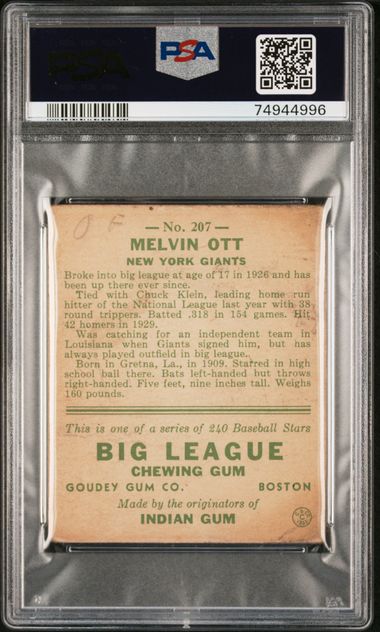 PSA
PSA
74944996
O F
— No. 207 —
MELVIN OTT
NEW YORK GIANTS
Broke into big league at age of 17 in 1926 and has
been up there ever since.
Tied with Chuck Klein, leading home run
hitter of the National League last year with 38
round trippers. Batted .318 in 154 games. Hit
42 homers in 1929.
Was catching for an independent team in
Louisiana when Giants signed him, but has
always played outfield in big league.
Born in Gretna, La., in 1909. Starred in high
school ball there. Bats left-handed but throws
right-handed. Five feet, nine inches tall. Weighs
160 pounds.
This is one of a series of 240 Baseball Stars
BIG LEAGUE
CHEWING GUM
GOUDEY GUM CO. BOSTON
Made by the originators of
INDIAN GUM